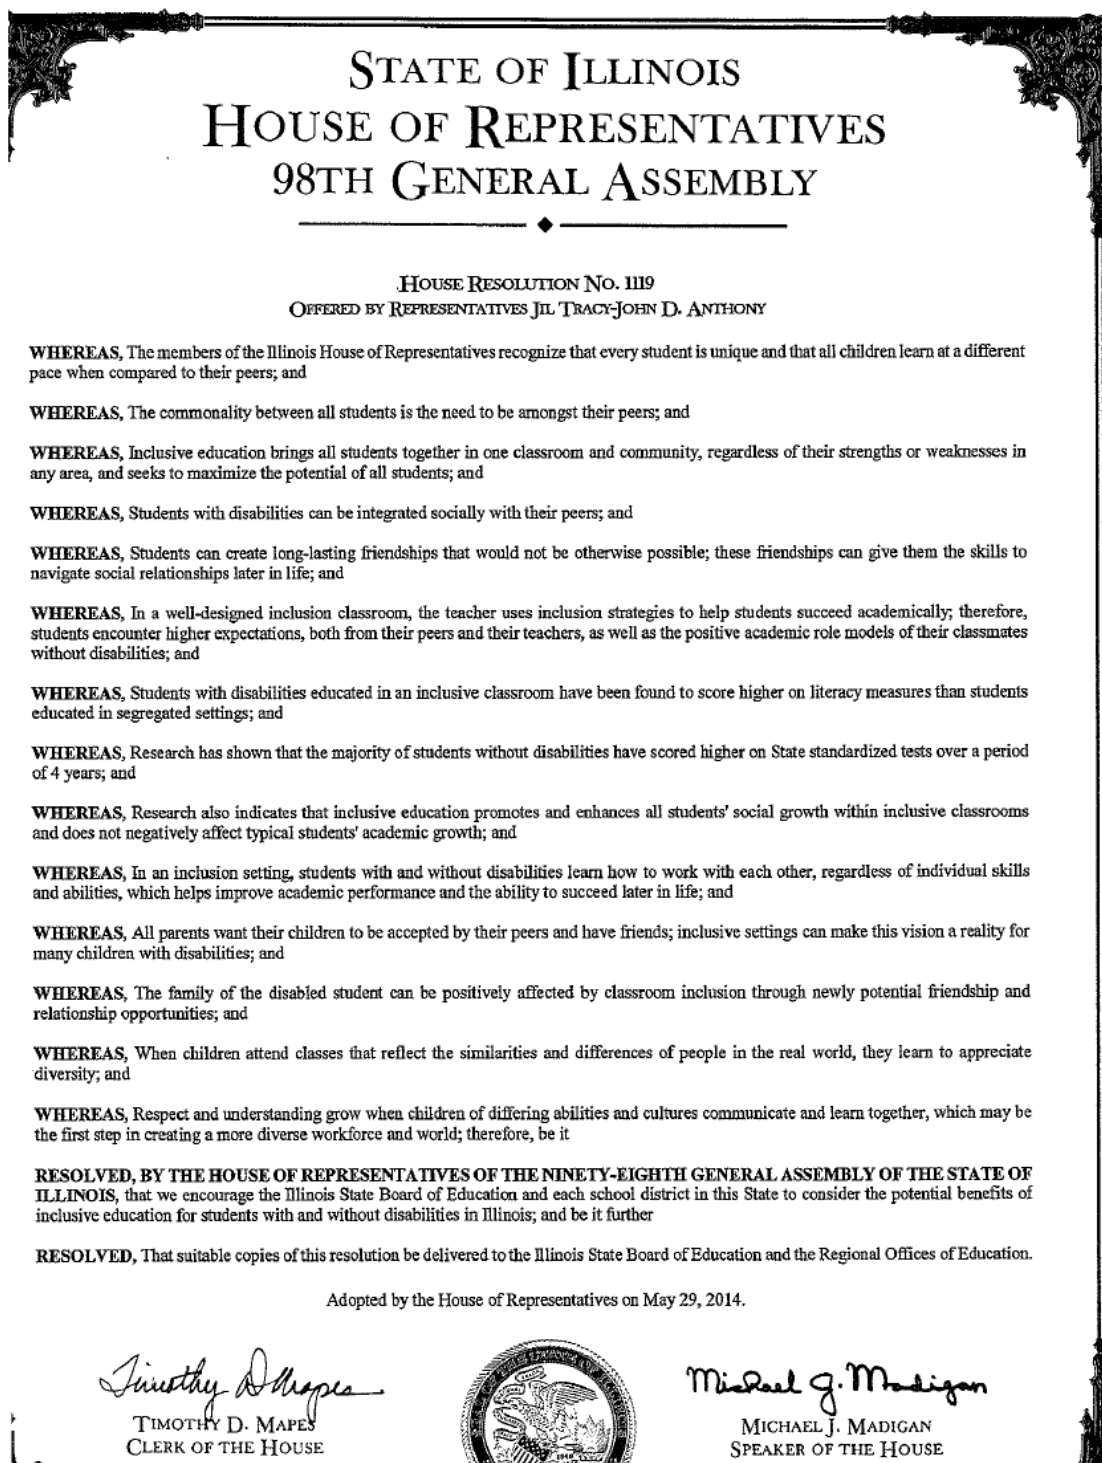 STATE OF ILLINOIS
HOUSE OF REPRESENTATIVES
98TH GENERAL ASSEMBLY
HOUSE RESOLUTION NO. 1119
OFFERED BY REPRESENTATIVES JIL TRACY-JOHN D. ANTHONY
WHEREAS, The members of the Illinois House of Representatives recognize that every student is unique and that all children learn at a different
pace when compared to their peers; and
WHEREAS, The commonality between all students is the need to be amongst their peers; and
WHEREAS, Inclusive education brings all students together in one classroom and community, regardless of their strengths or weaknesses in
any area, and seeks to maximize the potential of all students; and
WHEREAS, Students with disabilities can be integrated socially with their peers; and
WHEREAS, Students can create long-lasting friendships that would not be otherwise possible; these friendships can give them the skills to
navigate social relationships later in life; and
WHEREAS, In a well-designed inclusion classroom, the teacher uses inclusion strategies to help students succeed academically; therefore,
students encounter higher expectations, both from their peers and their teachers, as well as the positive academic role models of their classmates
without disabilities; and
WHEREAS, Students with disabilities educated in an inclusive classroom have been found to score higher on literacy measures than students
educated in segregated settings; and
WHEREAS, Research has shown that the majority of students without disabilities have scored higher on State standardized tests over a period
of 4 years; and
WHEREAS, Research also indicates that inclusive education promotes and enhances all students' social growth within inclusive classrooms
and does not negatively affect typical students' academic growth; and
WHEREAS, In an inclusion setting, students with and without disabilities learn how to work with each other, regardless of individual skills
and abilities, which helps improve academic performance and the ability to succeed later in life; and
WHEREAS, All parents want their children to be accepted by their peers and have friends; inclusive settings can make this vision a reality for
many children with disabilities; and
WHEREAS, The family of the disabled student can be positively affected by classroom inclusion through newly potential friendship and
relationship opportunities; and
WHEREAS, When children attend classes that reflect the similarities and differences of people in the real world, they learn to appreciate
diversity; and
WHEREAS, Respect and understanding grow when children of differing abilities and cultures communicate and learn together, which may be
the first step in creating a more diverse workforce and world; therefore, be it
RESOLVED, BY THE HOUSE OF REPRESENTATIVES OF THE NINETY-EIGHTH GENERAL ASSEMBLY OF THE STATE OF
ILLINOIS, that we encourage the Illinois State Board of Education and each school district in this State to consider the potential benefits of
inclusive education for students with and without disabilities in Illinois; and be it further
RESOLVED, That suitable copies of this resolution be delivered to the Illinois State Board of Education and the Regional Offices of Education.
Adopted by the House of Representatives on May 29, 2014.
Timothy D Mapes
TIMOTHY D. MAPES
CLERK OF THE HOUSE
Michael J. Madigan
MICHAEL J. MADIGAN
SPEAKER OF THE HOUSE